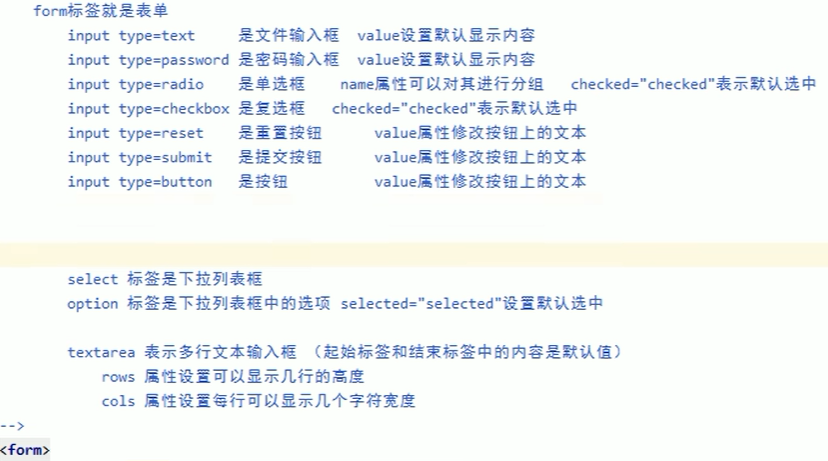 form标签就是表单
input type=text 是文件输入框 value设置默认显示内容
input type=password 是密码输入框 value设置默认显示内容
input type=radio 是单选框 name属性可以对其进行分组 checked="checked"表示默认选中
input type=checkbox 是复选框 checked="checked"表示默认选中
input type=reset 是重置按钮 value属性修改按钮上的文本
input type=submit 是提交按钮 value属性修改按钮上的文本
input type=button 是按钮 value属性修改按钮上的文本
select 标签是下拉列表框
option 标签是下拉列表框中的选项 selected="selected"设置默认选中
textarea 表示多行文本输入框 （起始标签和结束标签中的内容是默认值）
rows 属性设置可以显示几行的高度
cols 属性设置每行可以显示几个字符宽度
-->
<form>